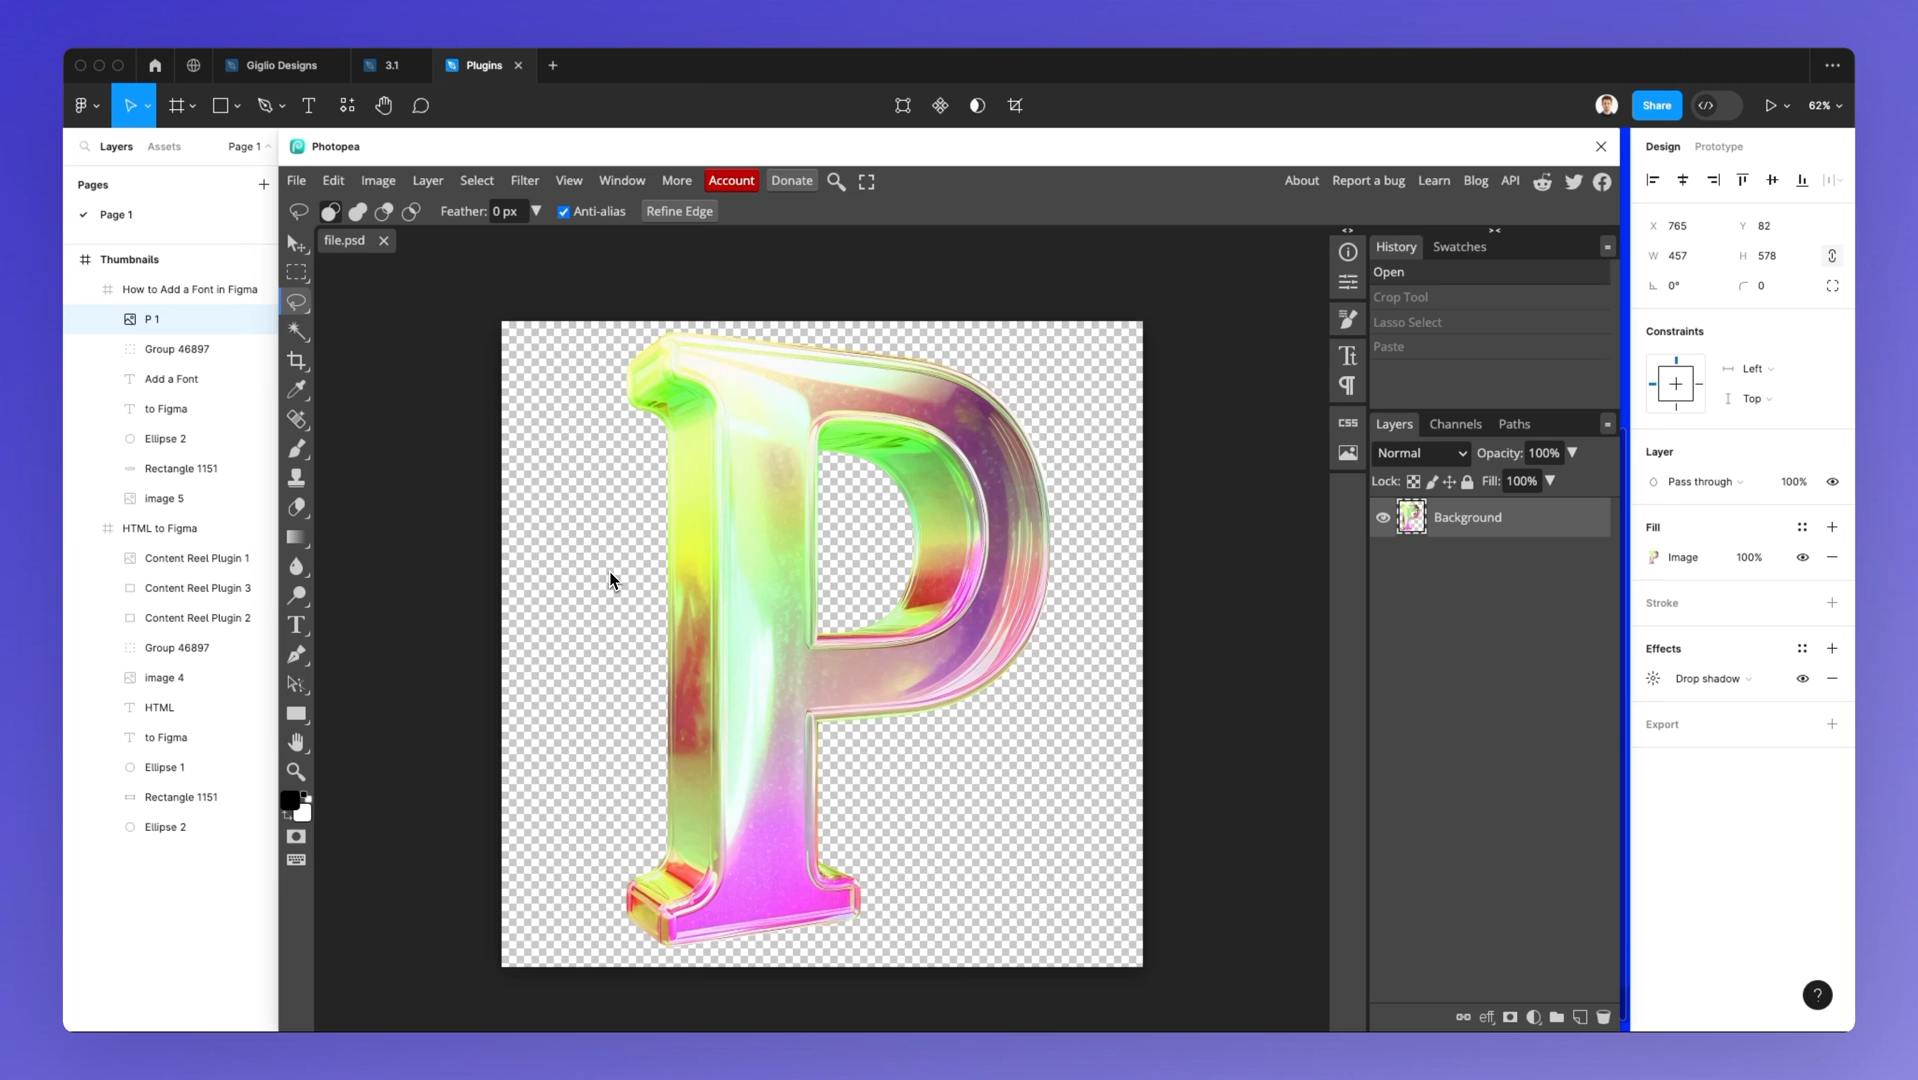 Giglio Designs
3.1
Plugins
Share
62%
Layers
Assets
Page 1
Pages
Page 1
Thumbnails
How to Add a Font in Figma
P 1
Group 46897
Add a Font
to Figma
Ellipse 2
Rectangle 1151
image 5
HTML to Figma
Content Reel Plugin 1
Content Reel Plugin 3
Content Reel Plugin 2
Group 46897
image 4
HTML
to Figma
Ellipse 1
Rectangle 1151
Ellipse 2
Photopea
File Edit Image Layer Select Filter View Window More Account Donate
About Report a bug Learn Blog API
Feather: 0 px
Anti-alias
Refine Edge
file.psd
P
CSS
History Swatches
Open
Crop Tool
Lasso Select
Paste
Layers Channels Paths
Normal Opacity: 100%
Lock: Fill: 100%
Background
eff
Design Prototype
X 765 Y 82
W 457 H 578
0° 0
Constraints
Left
Top
Layer
Pass through 100%
Fill
Image 100%
Stroke
Effects
Drop shadow
Export
?